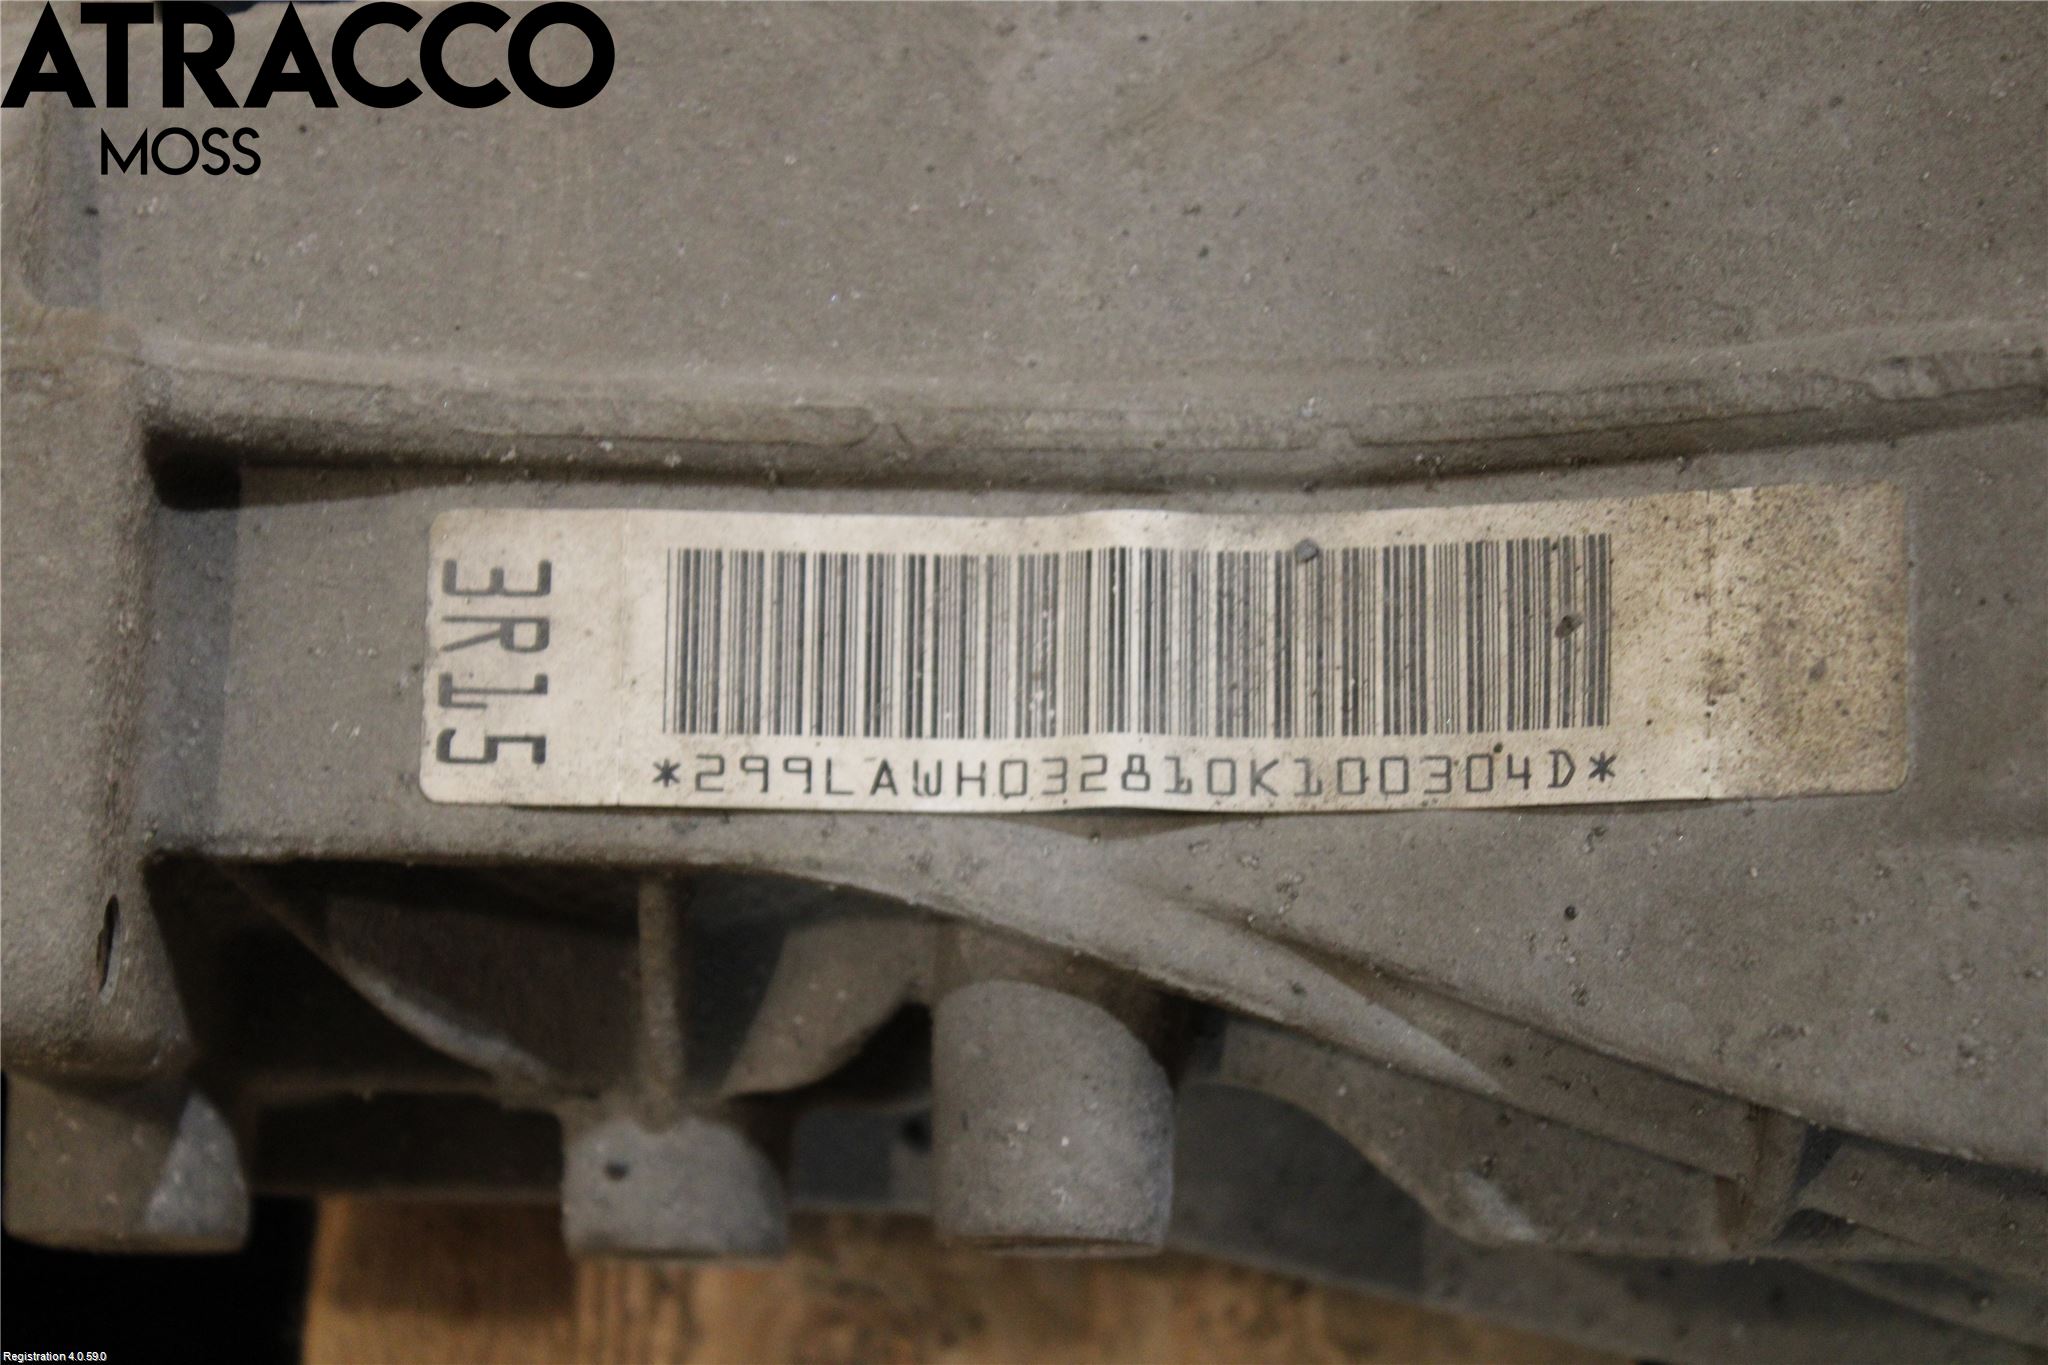 ATRACCO
MOSS
3R15
*299LAWH032810K100304D*
Registration 4.0.59.0